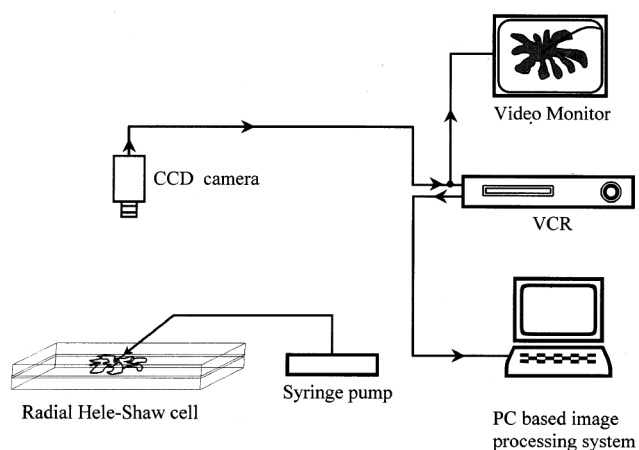 Video Monitor
CCD camera
VCR
Syringe pump
Radial Hele-Shaw cell
PC based image
processing system